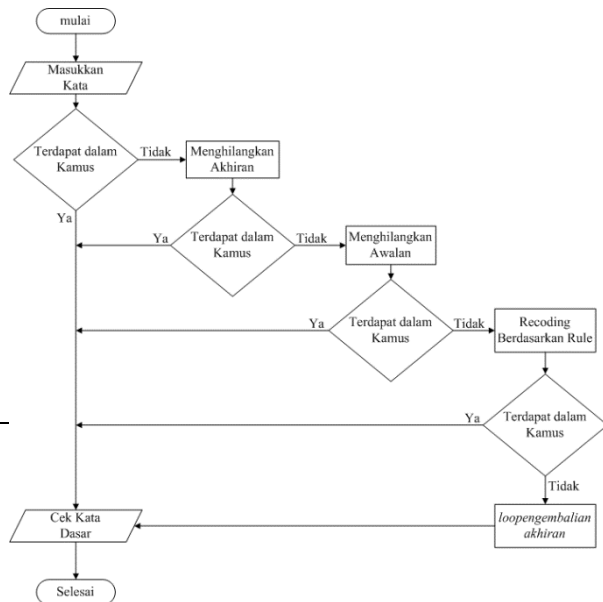 mulai
Masukkan
Kata
Terdapat dalam
Kamus
Tidak
Menghilangkan
Akhiran
Ya
Terdapat dalam
Kamus
Ya
Tidak
Menghilangkan
Awalan
Terdapat dalam
Kamus
Ya
Tidak
Recoding
Berdasarkan Rule
Terdapat dalam
Kamus
Ya
Tidak
loopengembalian
akhiran
Cek Kata
Dasar
Selesai